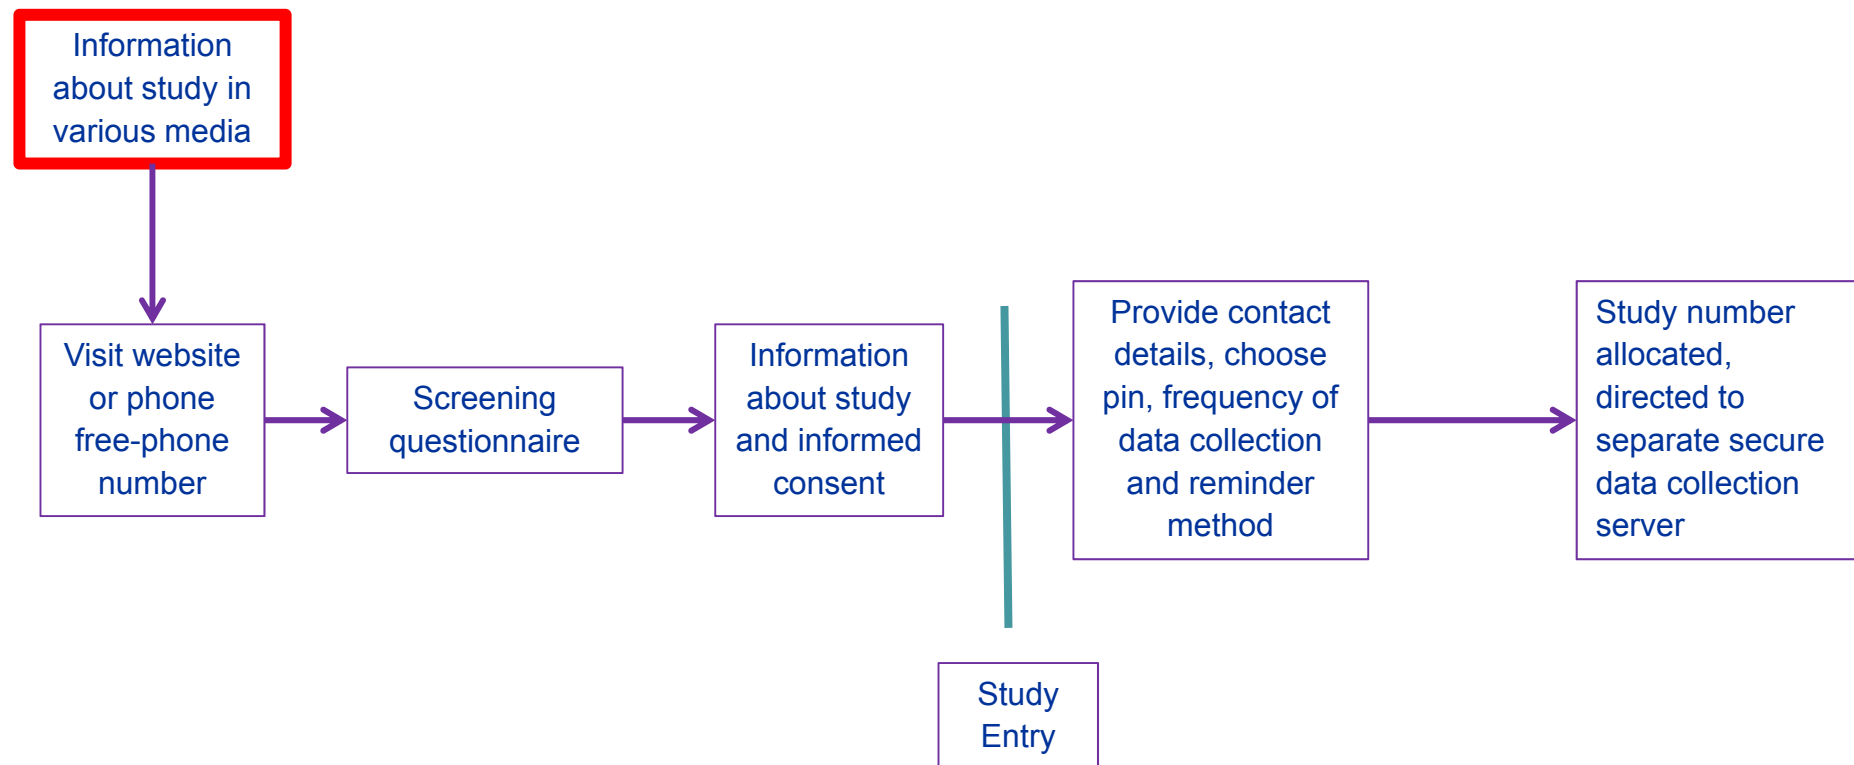 Information
about study in
various media
Visit website
or phone
free-phone
number
Screening
questionnaire
Information
about study
and informed
consent
Provide contact
details, choose
pin, frequency of
data collection
and reminder
method
Study number
allocated,
directed to
separate secure
data collection
server
Study
Entry